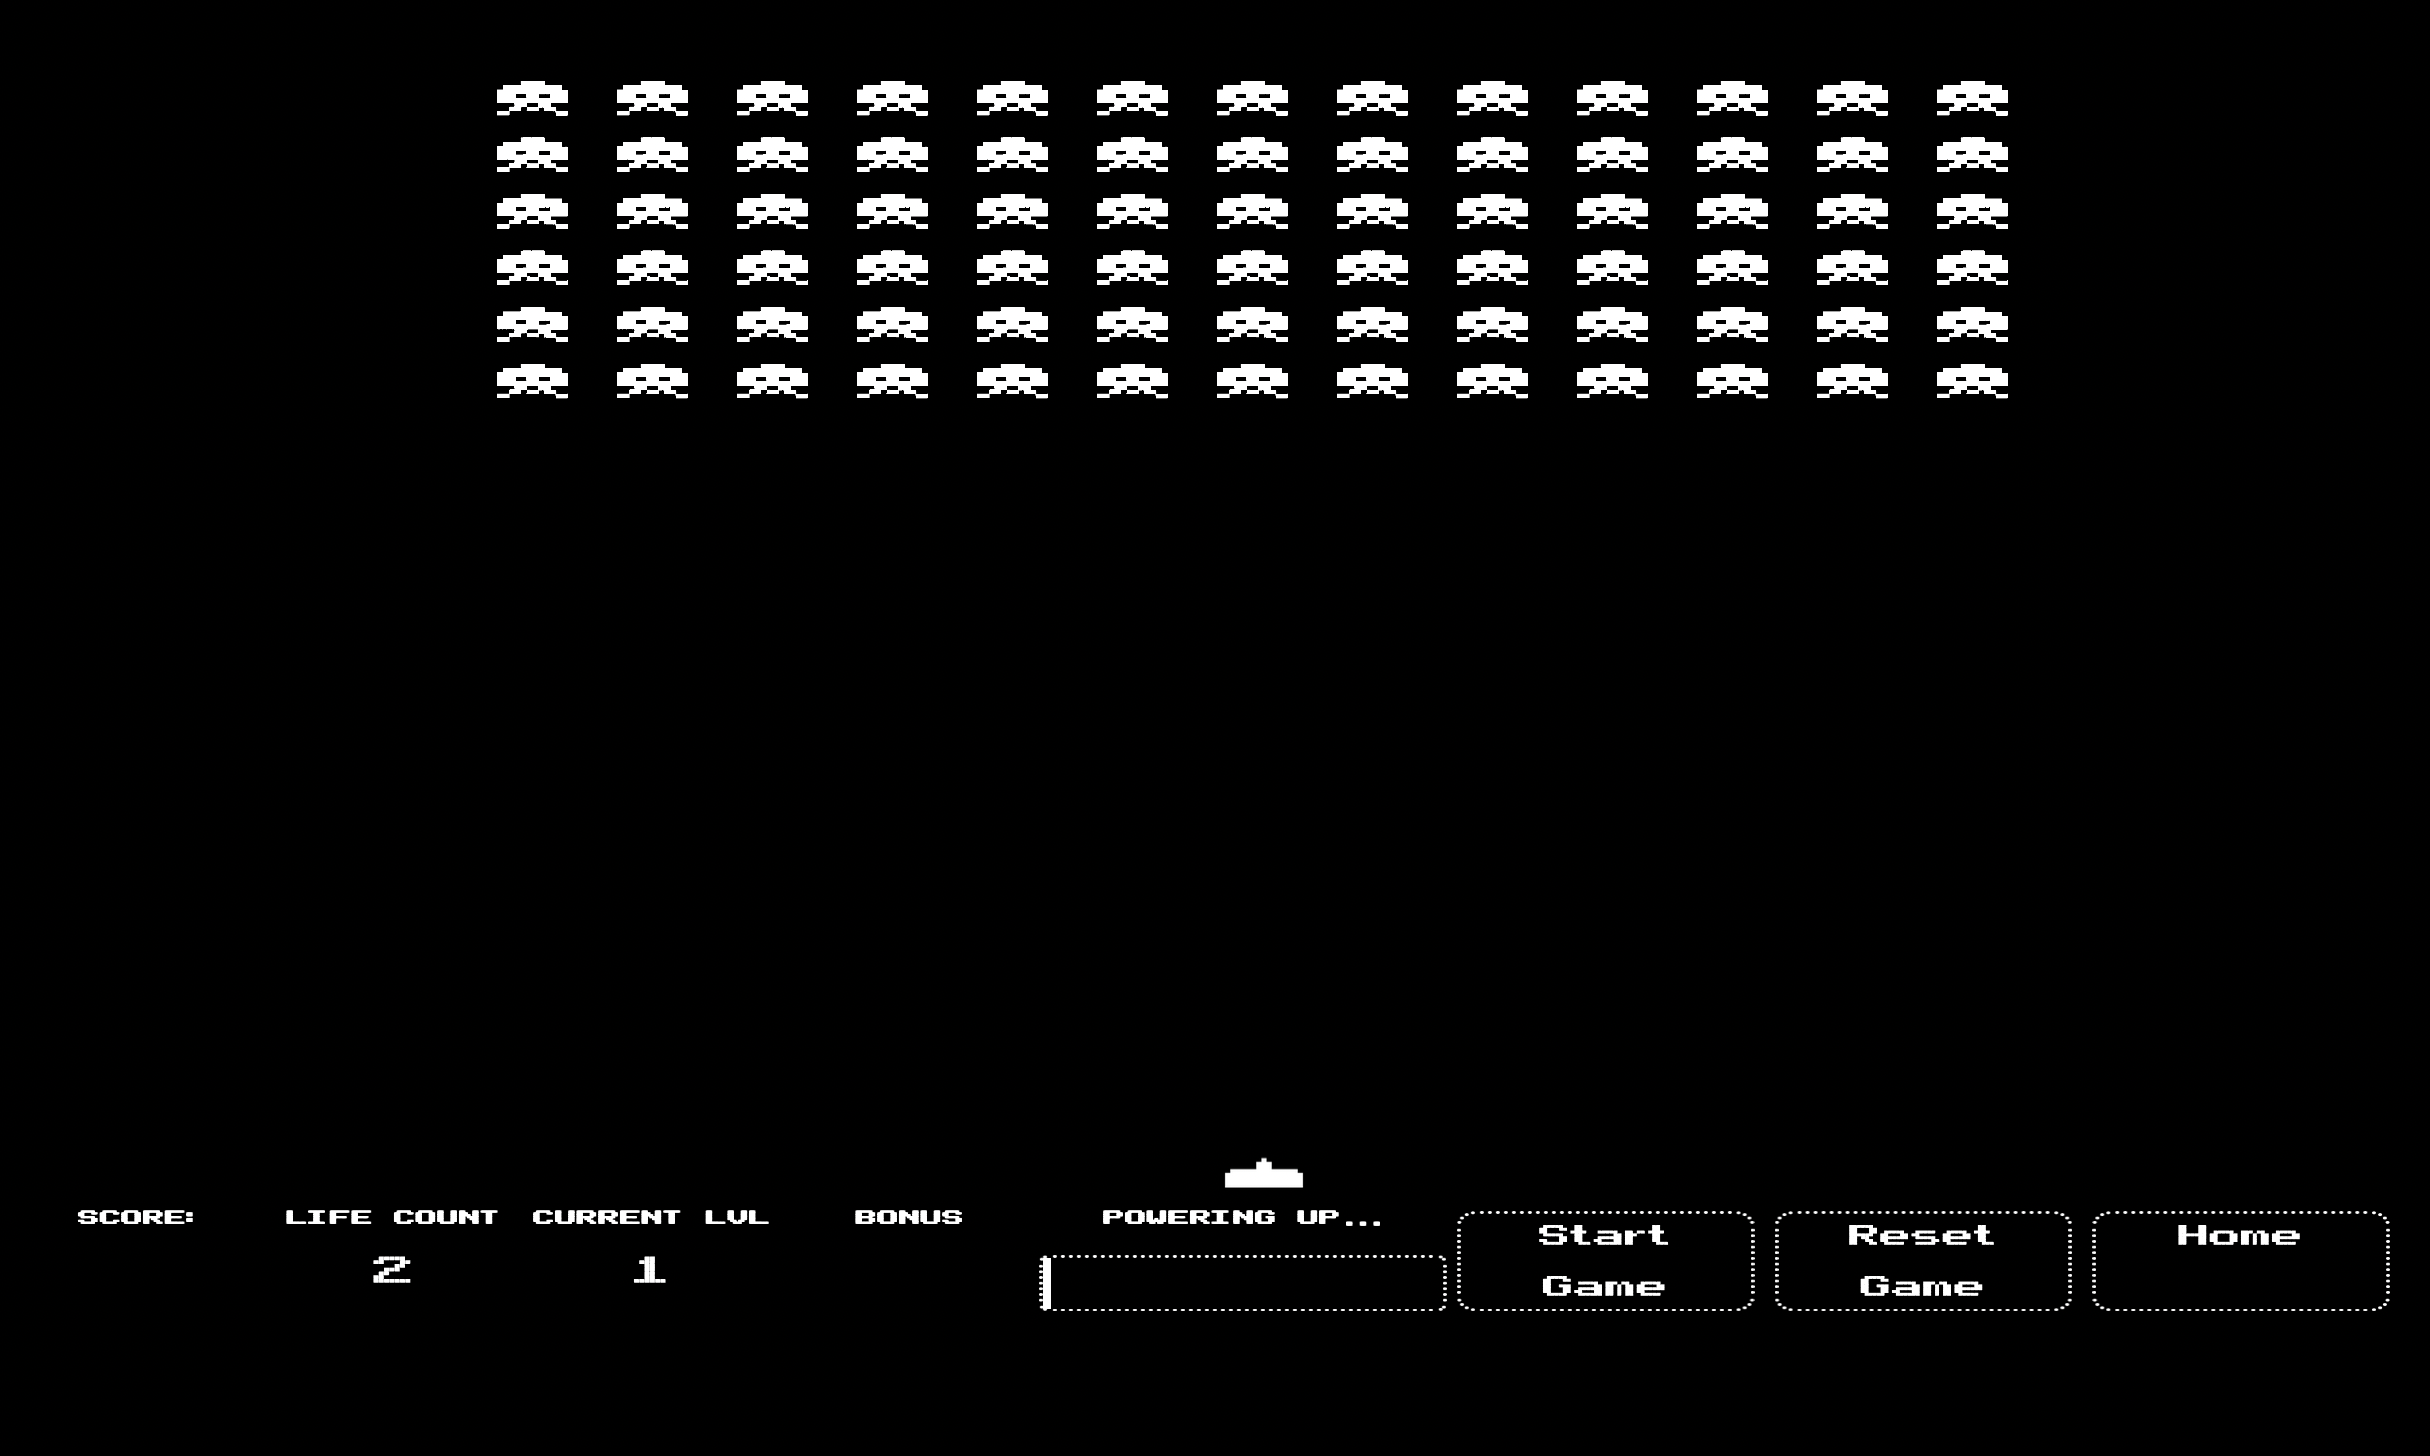 SCORE:
LIFE COUNT
2
CURRENT LVL
1
BONUS
POWERING UP...
Start
Game
Reset
Game
Home